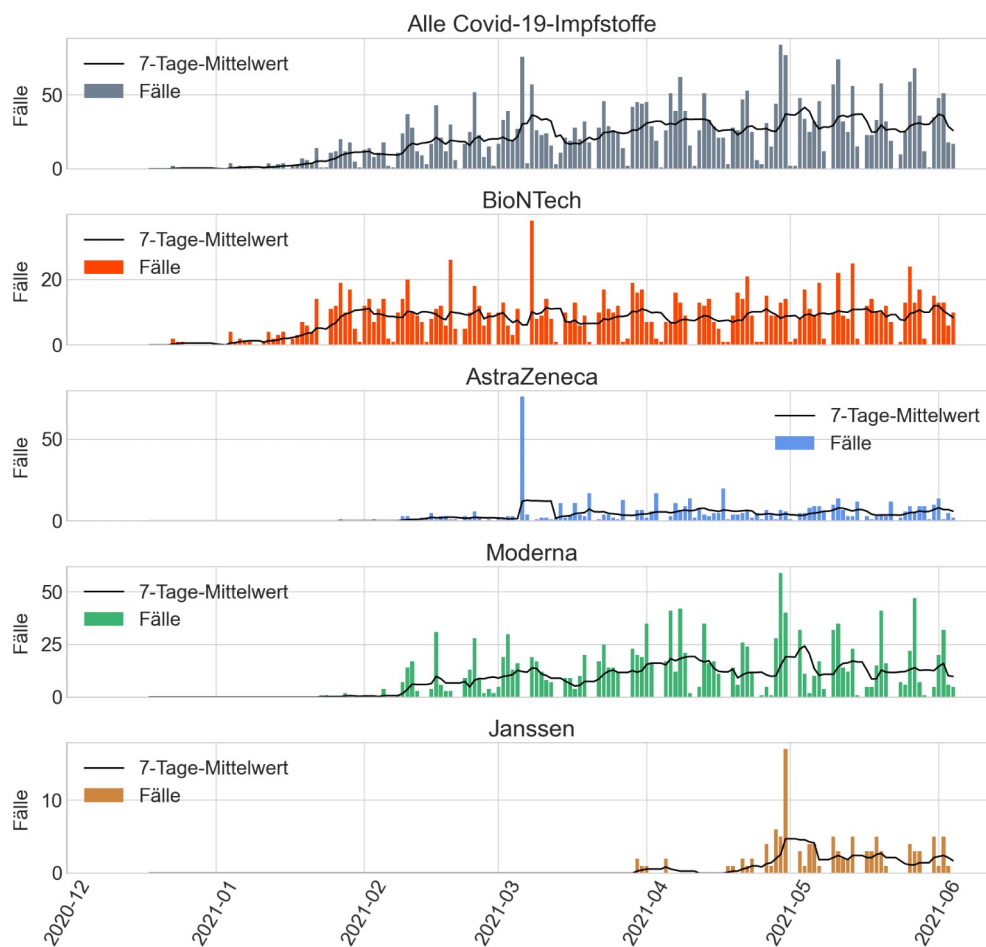 Alle Covid-19-Impfstoffe
Fälle
50
0
7-Tage-Mittelwert
Fälle
BioNTech
Fälle
20
0
7-Tage-Mittelwert
Fälle
AstraZeneca
Fälle
50
0
7-Tage-Mittelwert
Fälle
Moderna
Fälle
50
25
0
7-Tage-Mittelwert
Fälle
Janssen
Fälle
10
0
7-Tage-Mittelwert
Fälle
2020-12
2021-01
2021-02
2021-03
2021-04
2021-05
2021-06